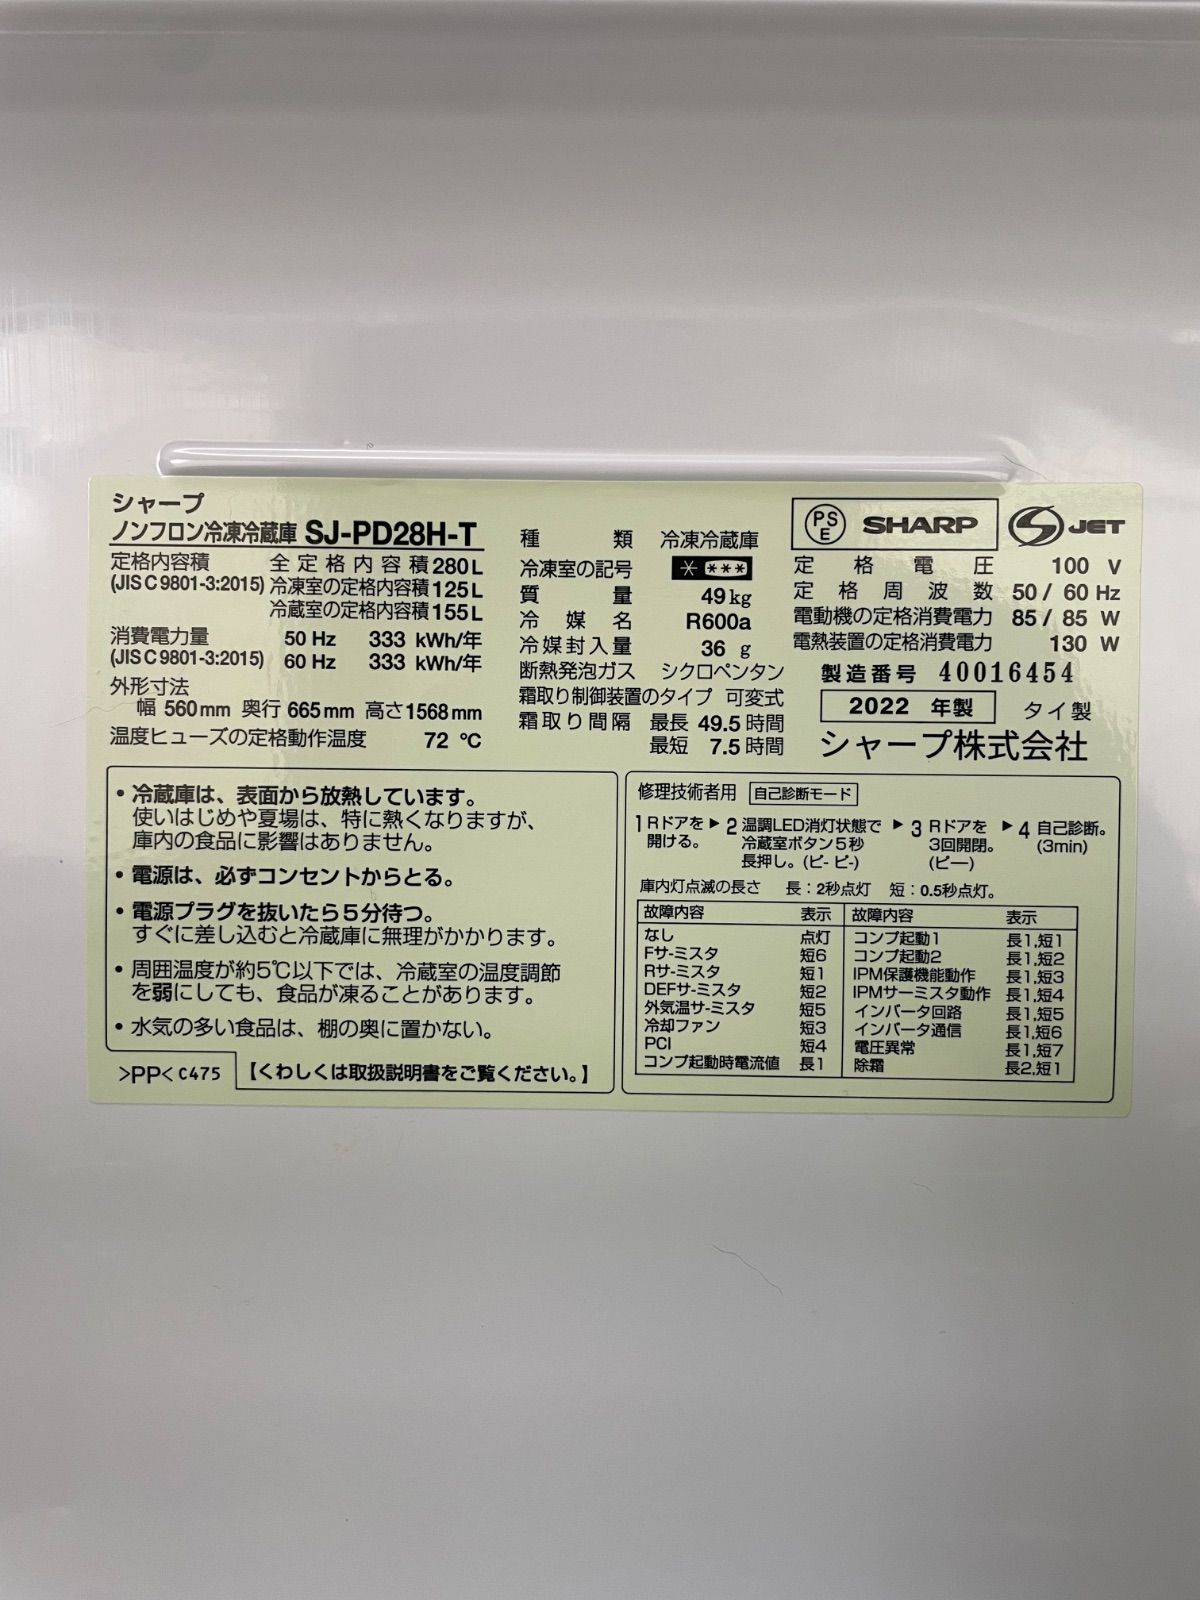 シャープ
ノンフロン冷凍冷蔵庫 SJ-PD28H-T
定格内容積 全定格内容積 280L
(JIS C 9801-3:2015) 冷凍室の定格内容積 125L
冷蔵室の定格内容積 155L
消費電力量 50 Hz 333 kWh/年
(JIS C 9801-3:2015) 60 Hz 333 kWh/年
外形寸法
幅 560mm 奥行 665mm 高さ1568mm
温度ヒューズの定格動作温度 72 ℃
種類 冷凍冷蔵庫
冷凍室の記号 * ***
質量 49kg
冷媒名 R600a
冷媒封入量 36 g
断熱発泡ガス シクロペンタン
霜取り制御装置のタイプ 可変式
霜取り間隔 最長 49.5 時間
最短 7.5 時間
PSE SHARP S JET
定格電圧 100 V
定格周波数 50 / 60 Hz
電動機の定格消費電力 85 / 85 W
電熱装置の定格消費電力 130 W
製造番号 40016454
2022 年製 タイ製
シャープ株式会社
・冷蔵庫は、表面から放熱しています。
使いはじめや夏場は、特に熱くなりますが、
庫内の食品に影響はありません。
・電源は、必ずコンセントからとる。
・電源プラグを抜いたら5分待つ。
すぐに差し込むと冷蔵庫に無理がかかります。
・周囲温度が約5℃以下では、冷蔵室の温度調節
を弱にしても、食品が凍ることがあります。
・水気の多い食品は、棚の奥に置かない。
>PP< C475 【くわしくは取扱説明書をご覧ください。】
修理技術者用 自己診断モード
1 Rドアを開ける。 ▶ 2 温調LED消灯状態で冷蔵室ボタン5秒長押し。(ピ- ピ-) ▶ 3 Rドアを3回開閉。(ピー) ▶ 4 自己診断。(3min)
庫内灯点滅の長さ 長：2秒点灯 短：0.5秒点灯。
故障内容 表示 故障内容 表示
なし 点灯 コンプ起動1 長1,短1
Fサ-ミスタ 短6 コンプ起動2 長1,短2
Rサ-ミスタ 短1 IPM保護機能動作 長1,短3
DEFサ-ミスタ 短2 IPMサーミスタ動作 長1,短4
外気温サ-ミスタ 短5 インバータ回路 長1,短5
冷却ファン 短3 インバータ通信 長1,短6
PCI 短4 電圧異常 長1,短7
コンプ起動時電流値 長1 除霜 長2,短1